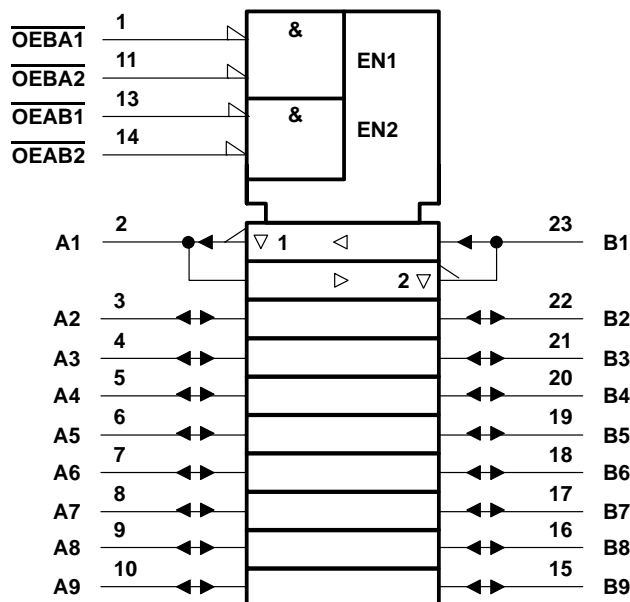 OEBA1 1 & EN1
OEBA2 11
OEAB1 13 & EN2
OEAB2 14
A1 2 1 23 B1
2
A2 3 22 B2
A3 4 21 B3
A4 5 20 B4
A5 6 19 B5
A6 7 18 B6
A7 8 17 B7
A8 9 16 B8
A9 10 15 B9